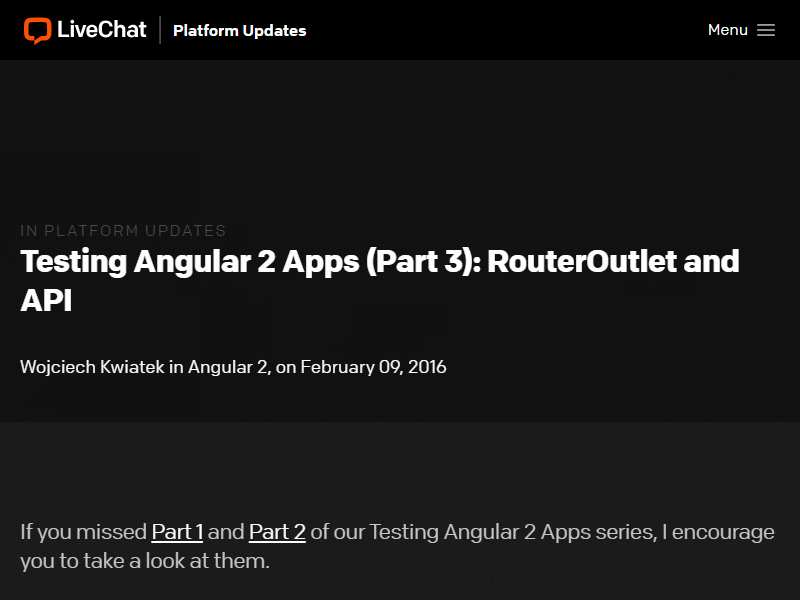 LiveChat Platform Updates Menu
IN PLATFORM UPDATES
Testing Angular 2 Apps (Part 3): RouterOutlet and
API
Wojciech Kwiatek in Angular 2, on February 09, 2016
If you missed Part 1 and Part 2 of our Testing Angular 2 Apps series, I encourage
you to take a look at them.